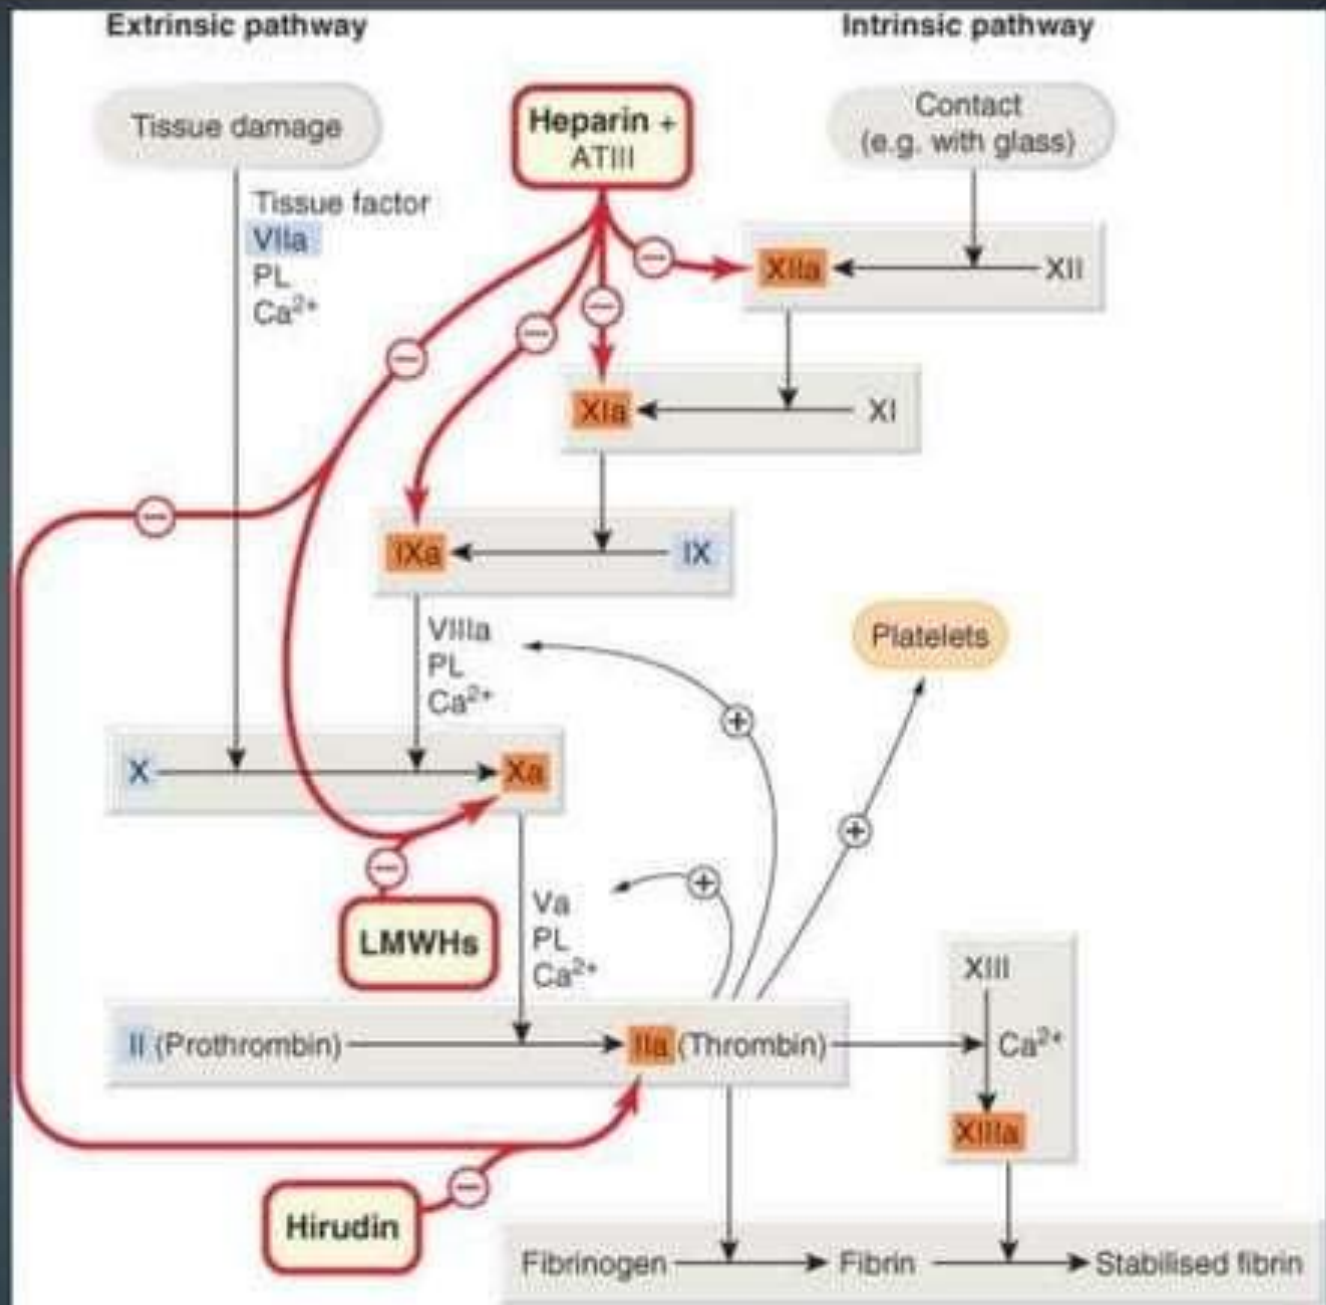 Extrinsic pathway
Intrinsic pathway
Tissue damage
Heparin +
ATIII
Contact
(e.g. with glass)
Tissue factor
VIIa
PL
Ca²⁺
XIIa
XII
XIa
XI
IXa
IX
VIIIa
PL
Ca²⁺
Platelets
X
Xa
LMWHs
Va
PL
Ca²⁺
XIII
Ca²⁺
XIIIa
II (Prothrombin)
IIa (Thrombin)
Hirudin
Fibrinogen
Fibrin
Stabilised fibrin